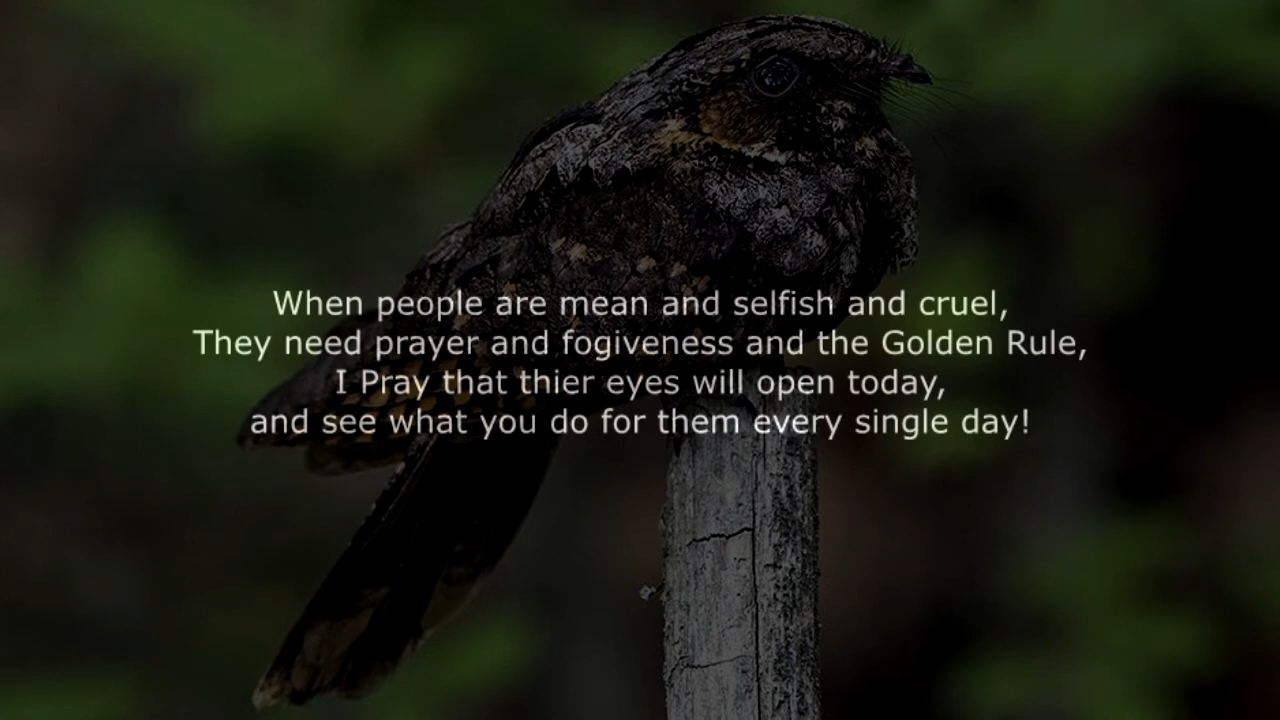 When people are mean and selfish and cruel,
They need prayer and fogiveness and the Golden Rule,
I Pray that thier eyes will open today,
and see what you do for them every single day!